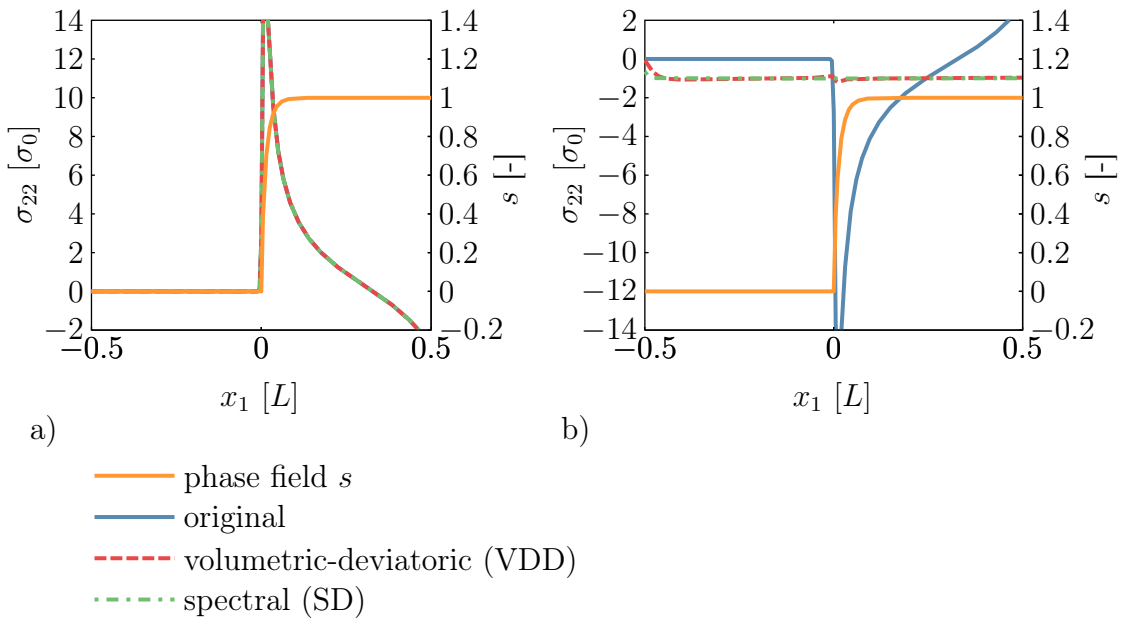 14 1.4 2 1.4
12 1.2 0 1.2
10 1 −2 1
8 0.8 −4 0.8
6 0.6 −6 0.6
4 0.4 −8 0.4
2 0.2 −10 0.2
0 0 −12 0
−2 −0.2 −14 −0.2
σ22 [σ0] s [-] σ22 [σ0] s [-]
−0.5 0 0.5 −0.5 0 0.5
x1 [L] x1 [L]
a) b)
phase field s
original
volumetric-deviatoric (VDD)
spectral (SD)